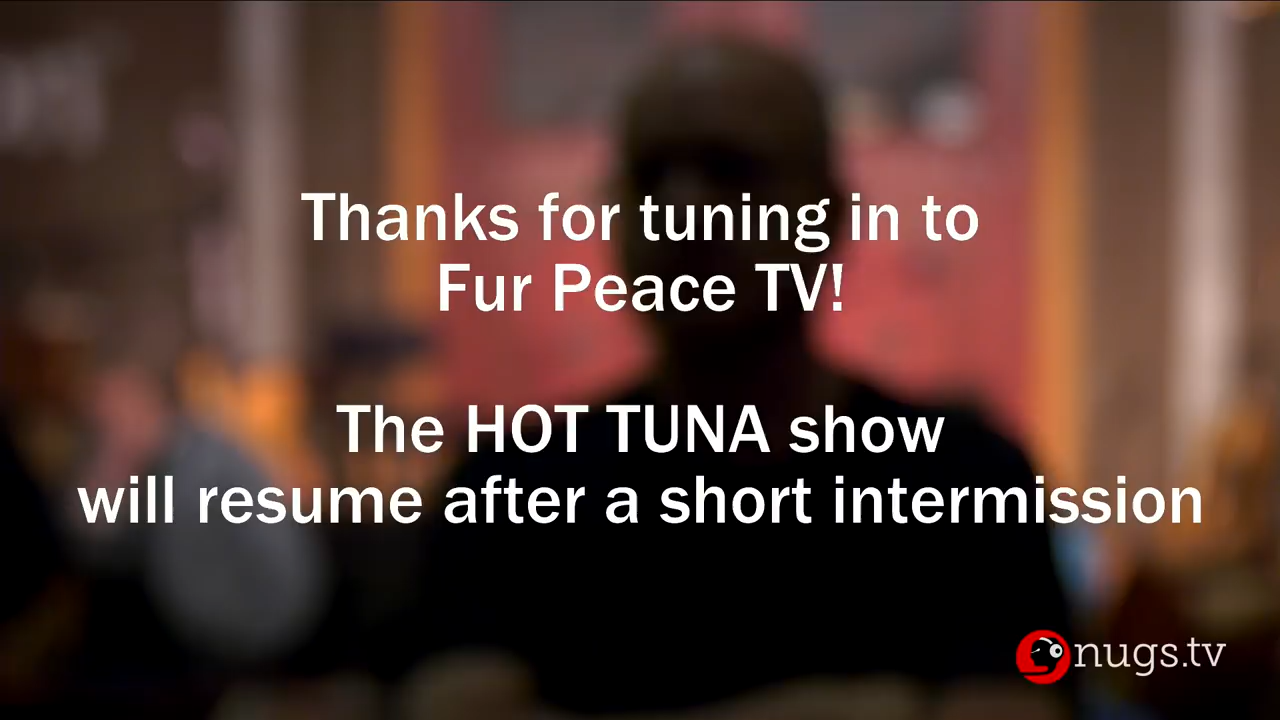 Thanks for tuning in to
Fur Peace TV!
The HOT TUNA show
will resume after a short intermission
nugs.tv